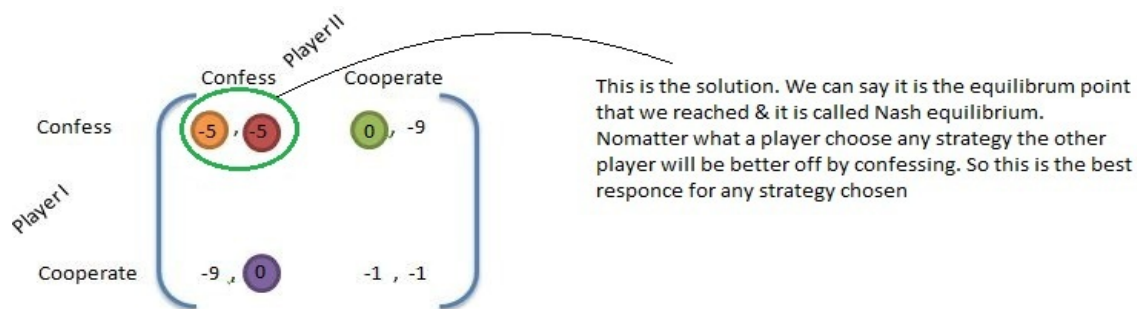 Player II
Confess Cooperate
This is the solution. We can say it is the equilibrum point
that we reached & it is called Nash equilibrium.
Nomatter what a player choose any strategy the other
player will be better off by confessing. So this is the best
responce for any strategy chosen
Confess -5 , -5 0 , -9
Player I
Cooperate -9 , 0 -1 , -1